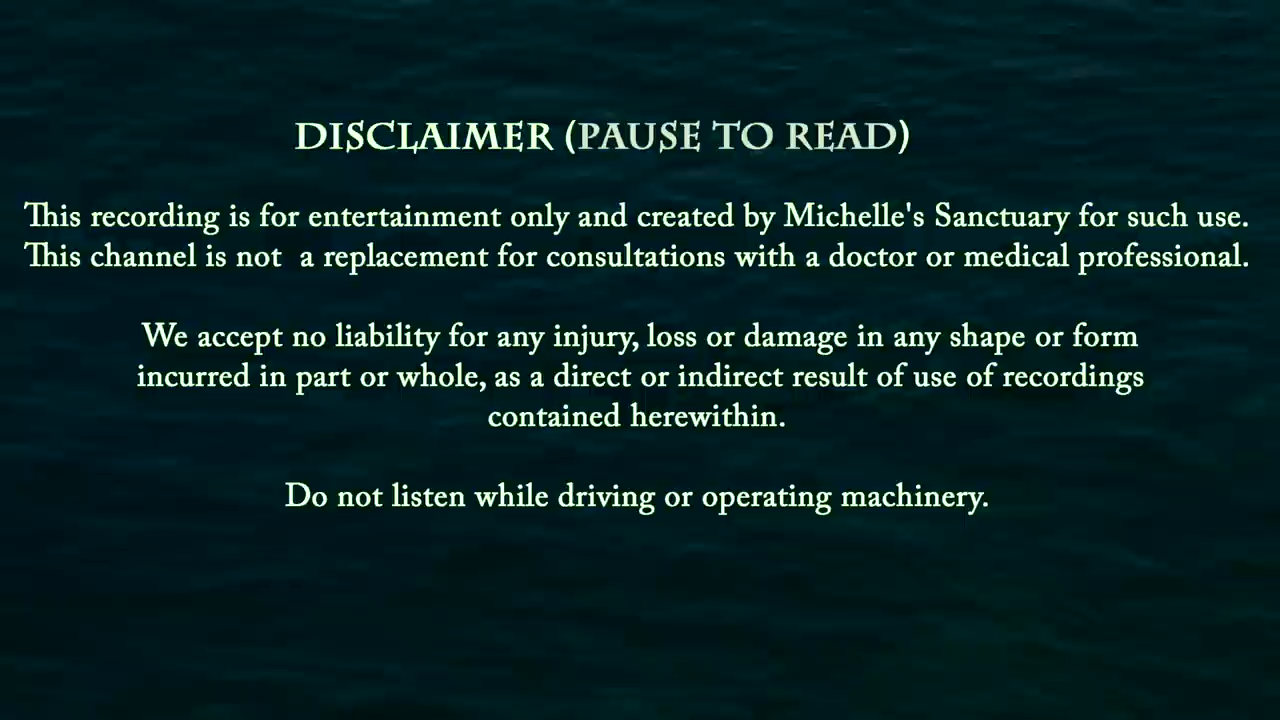 DISCLAIMER (PAUSE TO READ)
This recording is for entertainment only and created by Michelle's Sanctuary for such use.
This channel is not  a replacement for consultations with a doctor or medical professional.
We accept no liability for any injury, loss or damage in any shape or form
incurred in part or whole, as a direct or indirect result of use of recordings
contained herewithin.
Do not listen while driving or operating machinery.